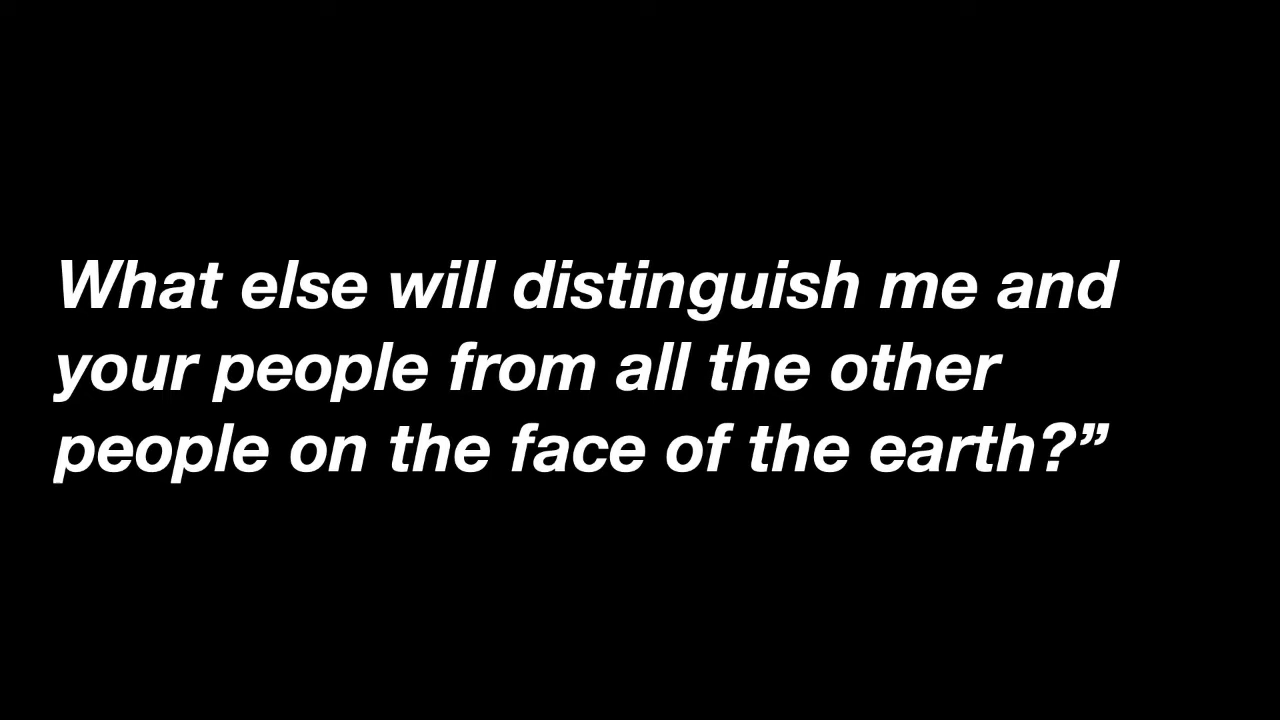 What else will distinguish me and
your people from all the other
people on the face of the earth?”